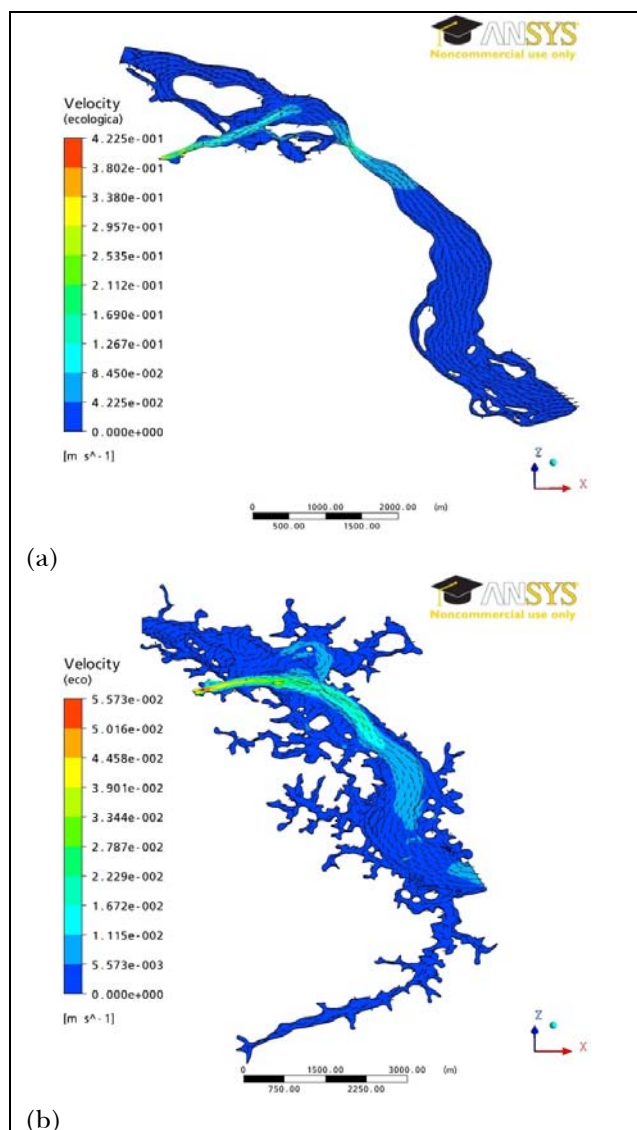 ANSYS
Noncommercial use only
Velocity
(ecologica)
4.225e-001
3.802e-001
3.380e-001
2.957e-001
2.535e-001
2.112e-001
1.690e-001
1.267e-001
8.450e-002
4.225e-002
0.000e+000
[m s^-1]
Z
X
0 1000.00 2000.00 (m)
500.00 1500.00
(a)
ANSYS
Noncommercial use only
Velocity
(eco)
5.573e-002
5.016e-002
4.458e-002
3.901e-002
3.344e-002
2.787e-002
2.229e-002
1.672e-002
1.115e-002
5.573e-003
0.000e+000
[m s^-1]
Z
X
0 1500.00 3000.00 (m)
750.00 2250.00
(b)